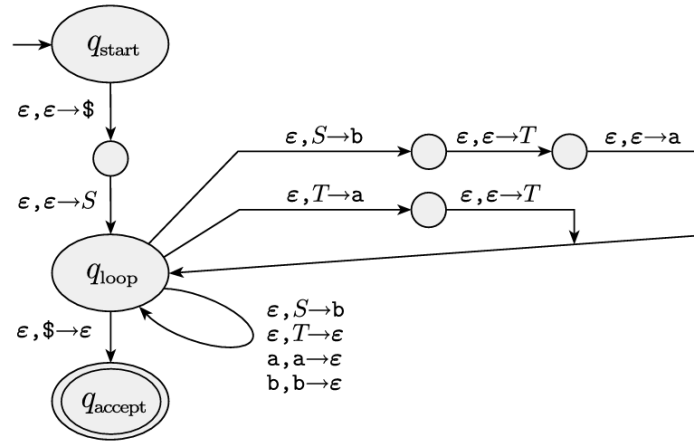 q_start
ε,ε→$
ε,S→b
ε,ε→T
ε,ε→a
ε,ε→S
ε,T→a
ε,ε→T
q_loop
ε,S→b
ε,T→ε
a,a→ε
b,b→ε
ε,$→ε
q_accept